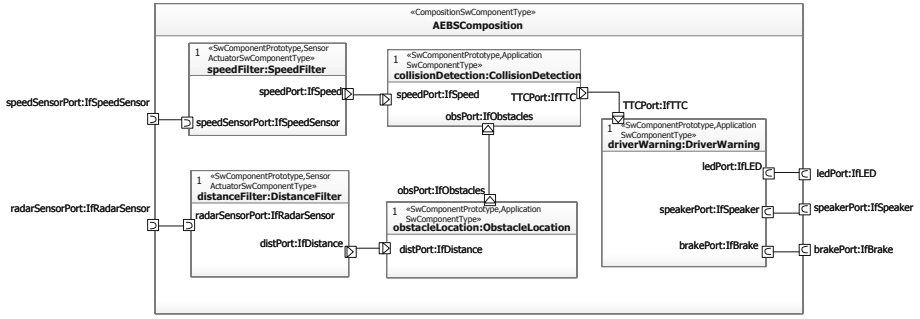 «CompositionSwComponentType»
AEBSComposition
1
«SwComponentPrototype,Sensor
ActuatorSwComponentType»
speedFilter:SpeedFilter
speedPort:IfSpeed
speedSensorPort:IfSpeedSensor
speedSensorPort:IfSpeedSensor
1
«SwComponentPrototype,Application
SwComponentType»
collisionDetection:CollisionDetection
speedPort:IfSpeed
TTCPort:IfTTC
obsPort:IfObstacles
TTCPort:IfTTC
1
«SwComponentPrototype,Application
SwComponentType»
driverWarning:DriverWarning
ledPort:IfLED
ledPort:IfLED
speakerPort:IfSpeaker
speakerPort:IfSpeaker
brakePort:IfBrake
brakePort:IfBrake
1
«SwComponentPrototype,Sensor
ActuatorSwComponentType»
distanceFilter:DistanceFilter
radarSensorPort:IfRadarSensor
radarSensorPort:IfRadarSensor
distPort:IfDistance
obsPort:IfObstacles
1
«SwComponentPrototype,Application
SwComponentType»
obstacleLocation:ObstacleLocation
distPort:IfDistance